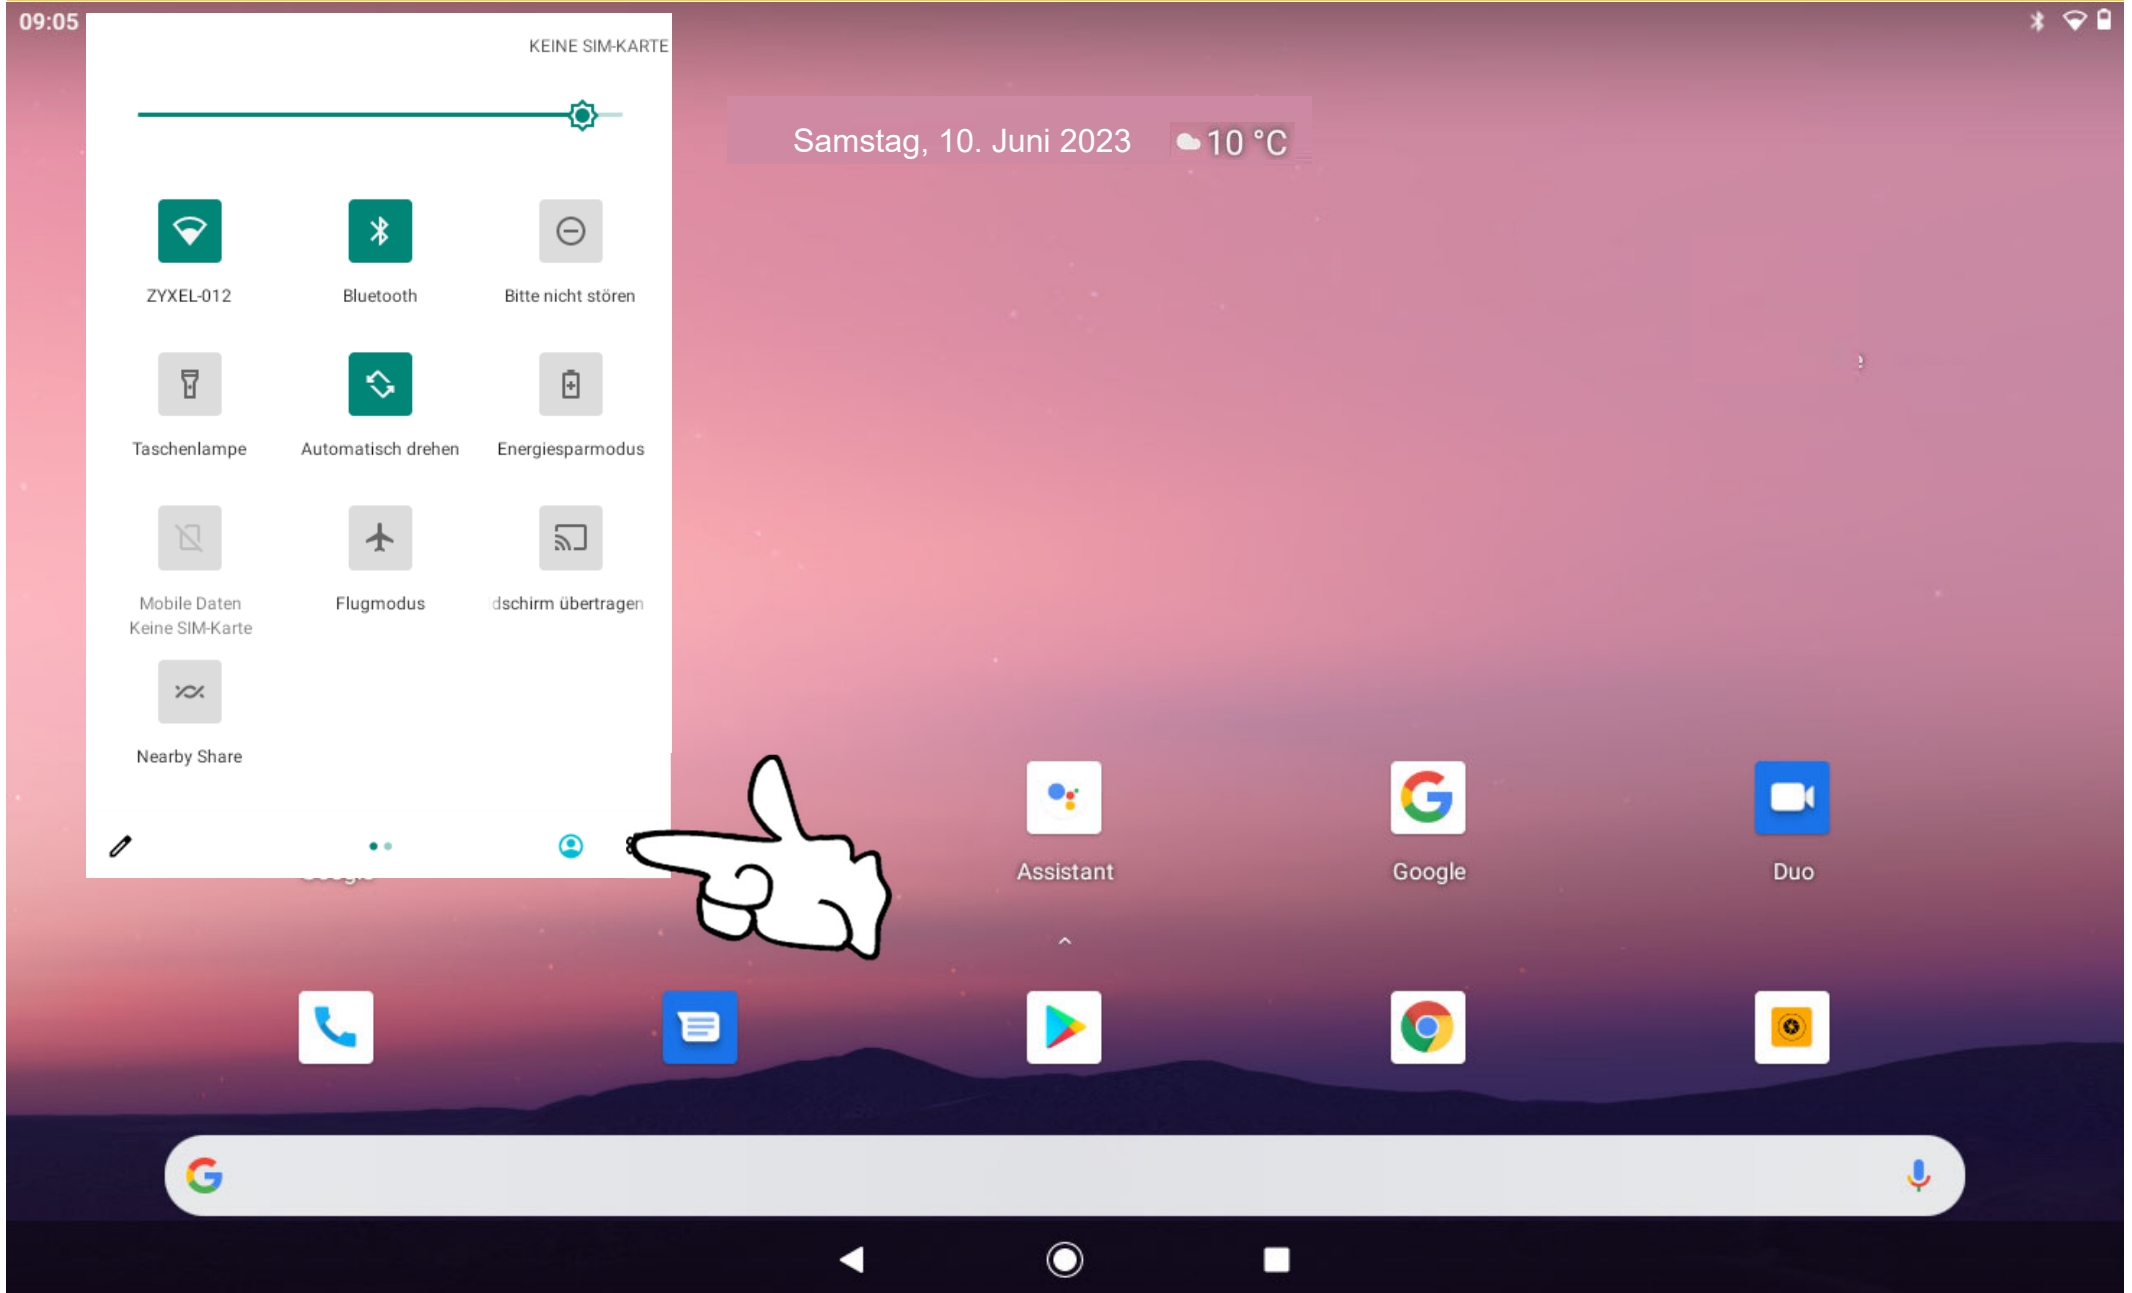 09:05
KEINE SIM-KARTE
Samstag, 10. Juni 2023 10 °C
ZYXEL-012
Bluetooth
Bitte nicht stören
Taschenlampe
Automatisch drehen
Energiesparmodus
Mobile Daten
Keine SIM-Karte
Flugmodus
dschirm übertragen
Nearby Share
Assistant
Google
Duo